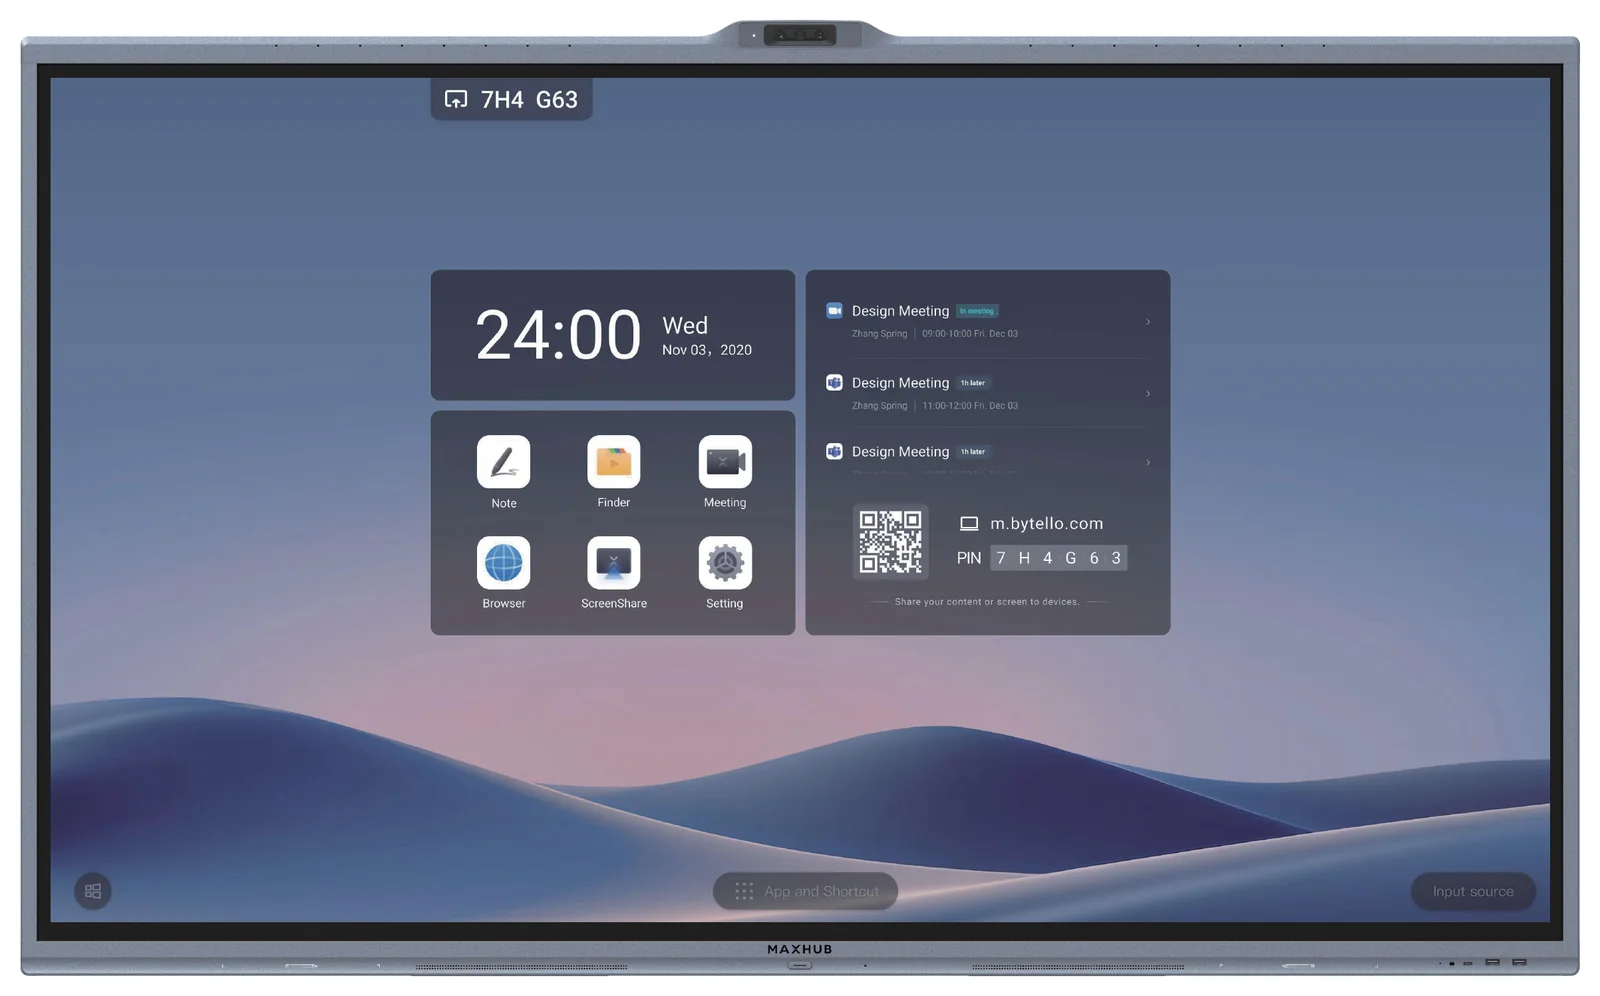 7H4 G63
24:00
Wed
Nov 03, 2020
Note
Finder
Meeting
Browser
ScreenShare
Setting
Design Meeting In meeting
Zhang Spring | 09:00-10:00 Fri. Dec 03
Design Meeting 1h later
Zhang Spring | 11:00-12:00 Fri. Dec 03
Design Meeting 1h later
m.bytello.com
PIN 7 H 4 G 6 3
Share your content or screen to devices.
App and Shortcut
Input source
MAXHUB